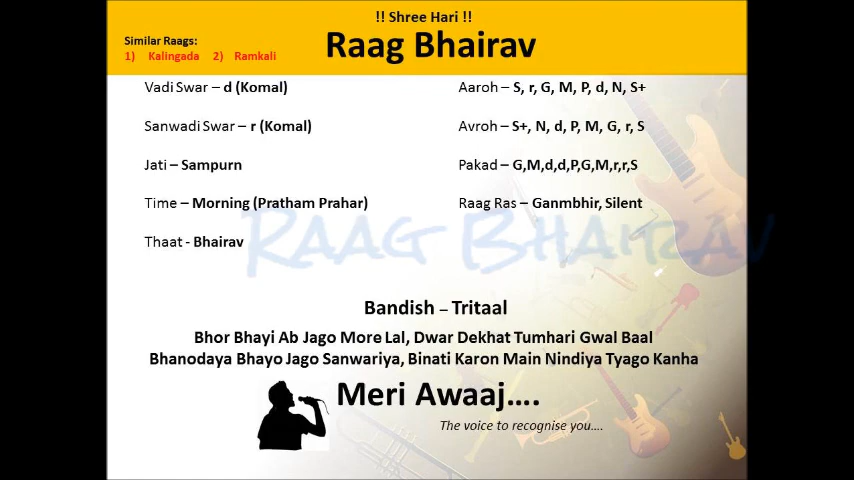 !! Shree Hari !!
Raag Bhairav
Similar Raags:
1) Kalingada 2) Ramkali
Vadi Swar – d (Komal)
Sanwadi Swar – r (Komal)
Jati – Sampurn
Time – Morning (Pratham Prahar)
Thaat - Bhairav
Aaroh – S, r, G, M, P, d, N, S+
Avroh – S+, N, d, P, M, G, r, S
Pakad – G,M,d,d,P,G,M,r,r,S
Raag Ras – Ganmbhir, Silent
Raag Bhairav
Bandish – Tritaal
Bhor Bhayi Ab Jago More Lal, Dwar Dekhat Tumhari Gwal Baal
Bhanodaya Bhayo Jago Sanwariya, Binati Karon Main Nindiya Tyago Kanha
Meri Awaaj....
The voice to recognise you....